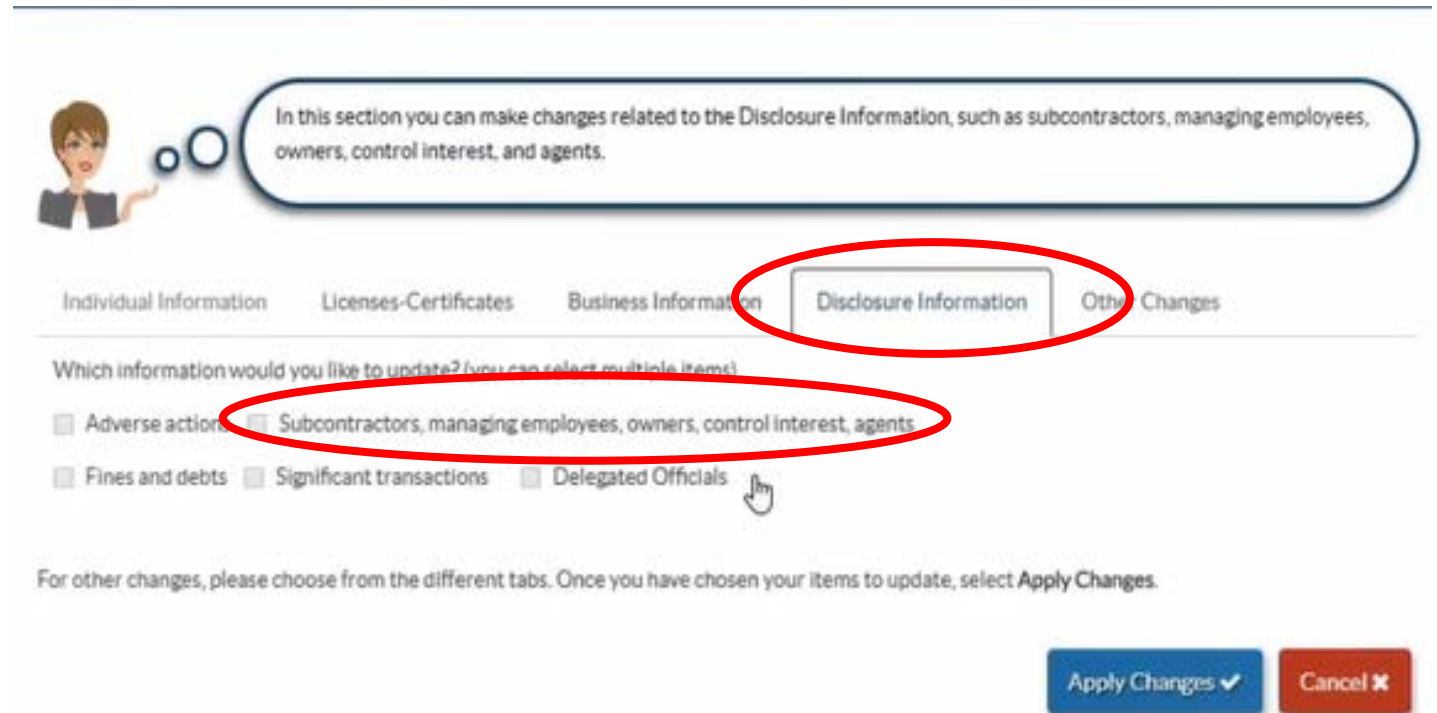 In this section you can make changes related to the Disclosure Information, such as subcontractors, managing employees,
owners, control interest, and agents.
Individual Information Licenses-Certificates Business Information Disclosure Information Other Changes
Which information would you like to update? (you can select multiple items)
Adverse actions Subcontractors, managing employees, owners, control interest, agents
Fines and debts Significant transactions Delegated Officials
For other changes, please choose from the different tabs. Once you have chosen your items to update, select Apply Changes.
Apply Changes ✔ Cancel ✖